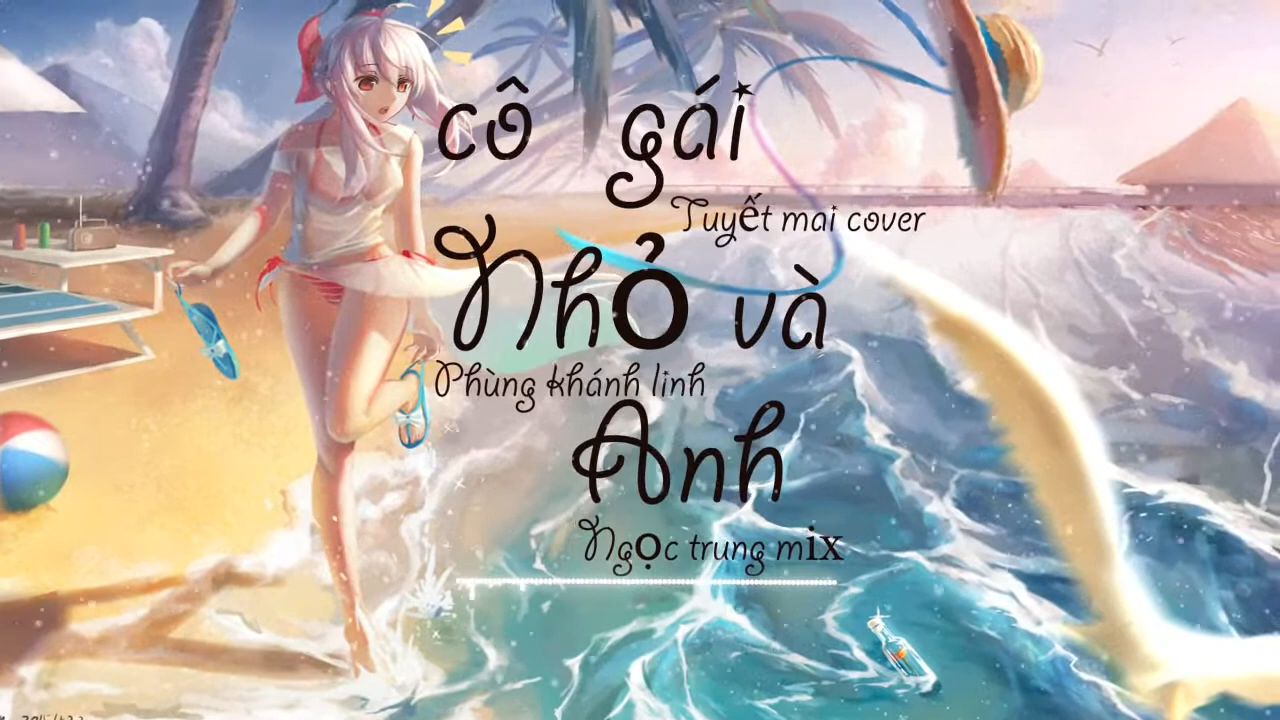 cô gái
Tuyết mai cover
Nhỏ và
Phùng khánh linh
Anh
Ngọc trung mix